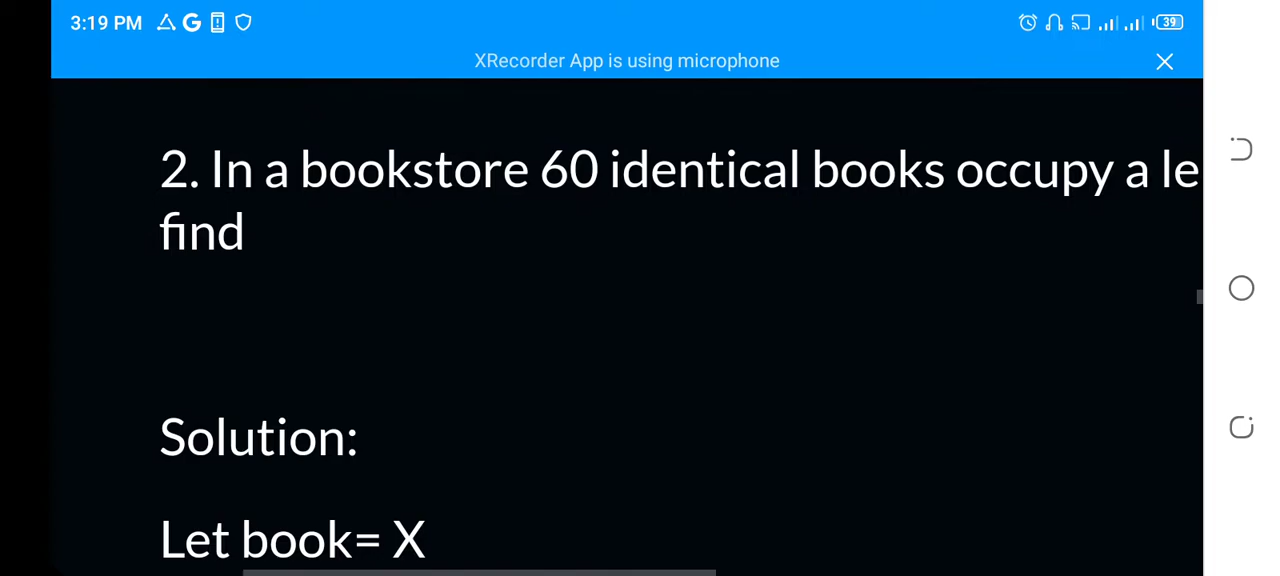 3:19 PM G 39
XRecorder App is using microphone
2. In a bookstore 60 identical books occupy a le
find
Solution:
Let book= X